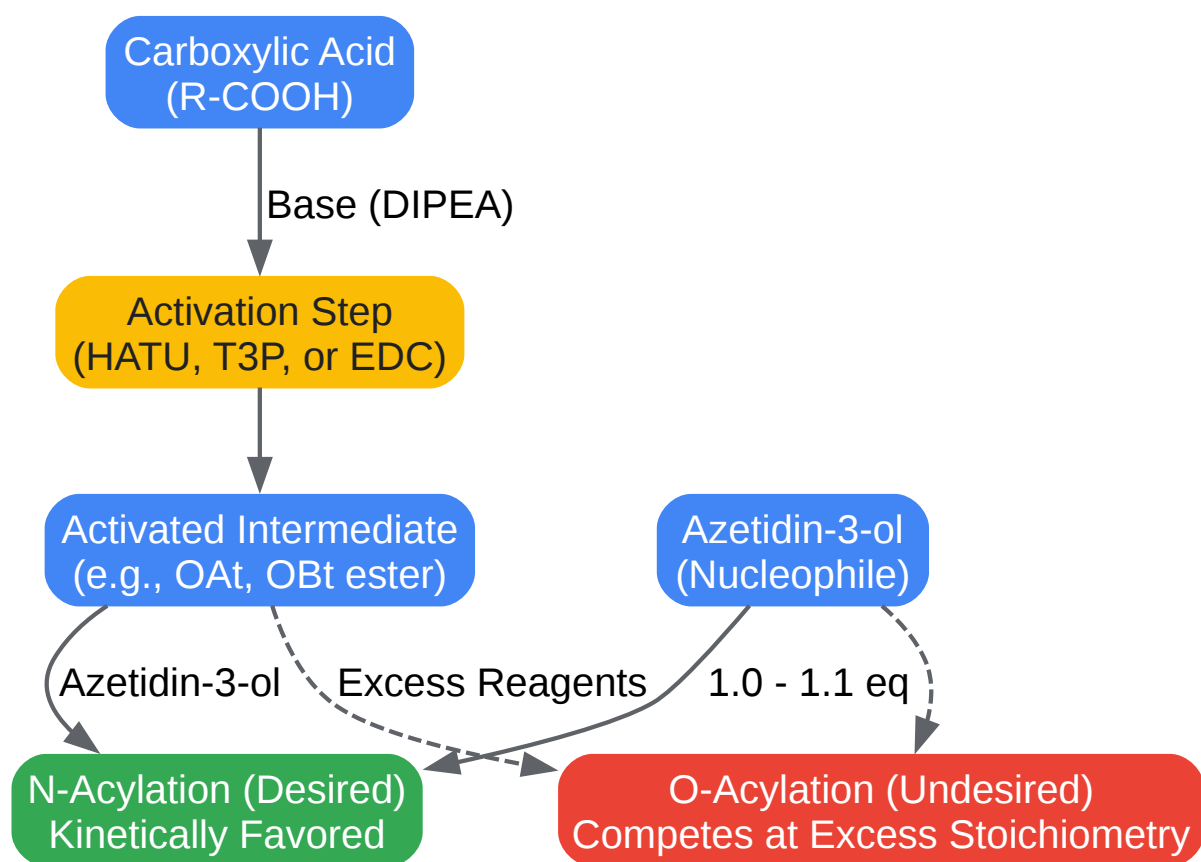 Carboxylic Acid
(R-COOH)
Base (DIPEA)
Activation Step
(HATU, T3P, or EDC)
Activated Intermediate
(e.g., OAt, OBt ester)
Azetidin-3-ol
(Nucleophile)
Azetidin-3-ol
Excess Reagents
1.0 - 1.1 eq
N-Acylation (Desired)
Kinetically Favored
O-Acylation (Undesired)
Competes at Excess Stoichiometry